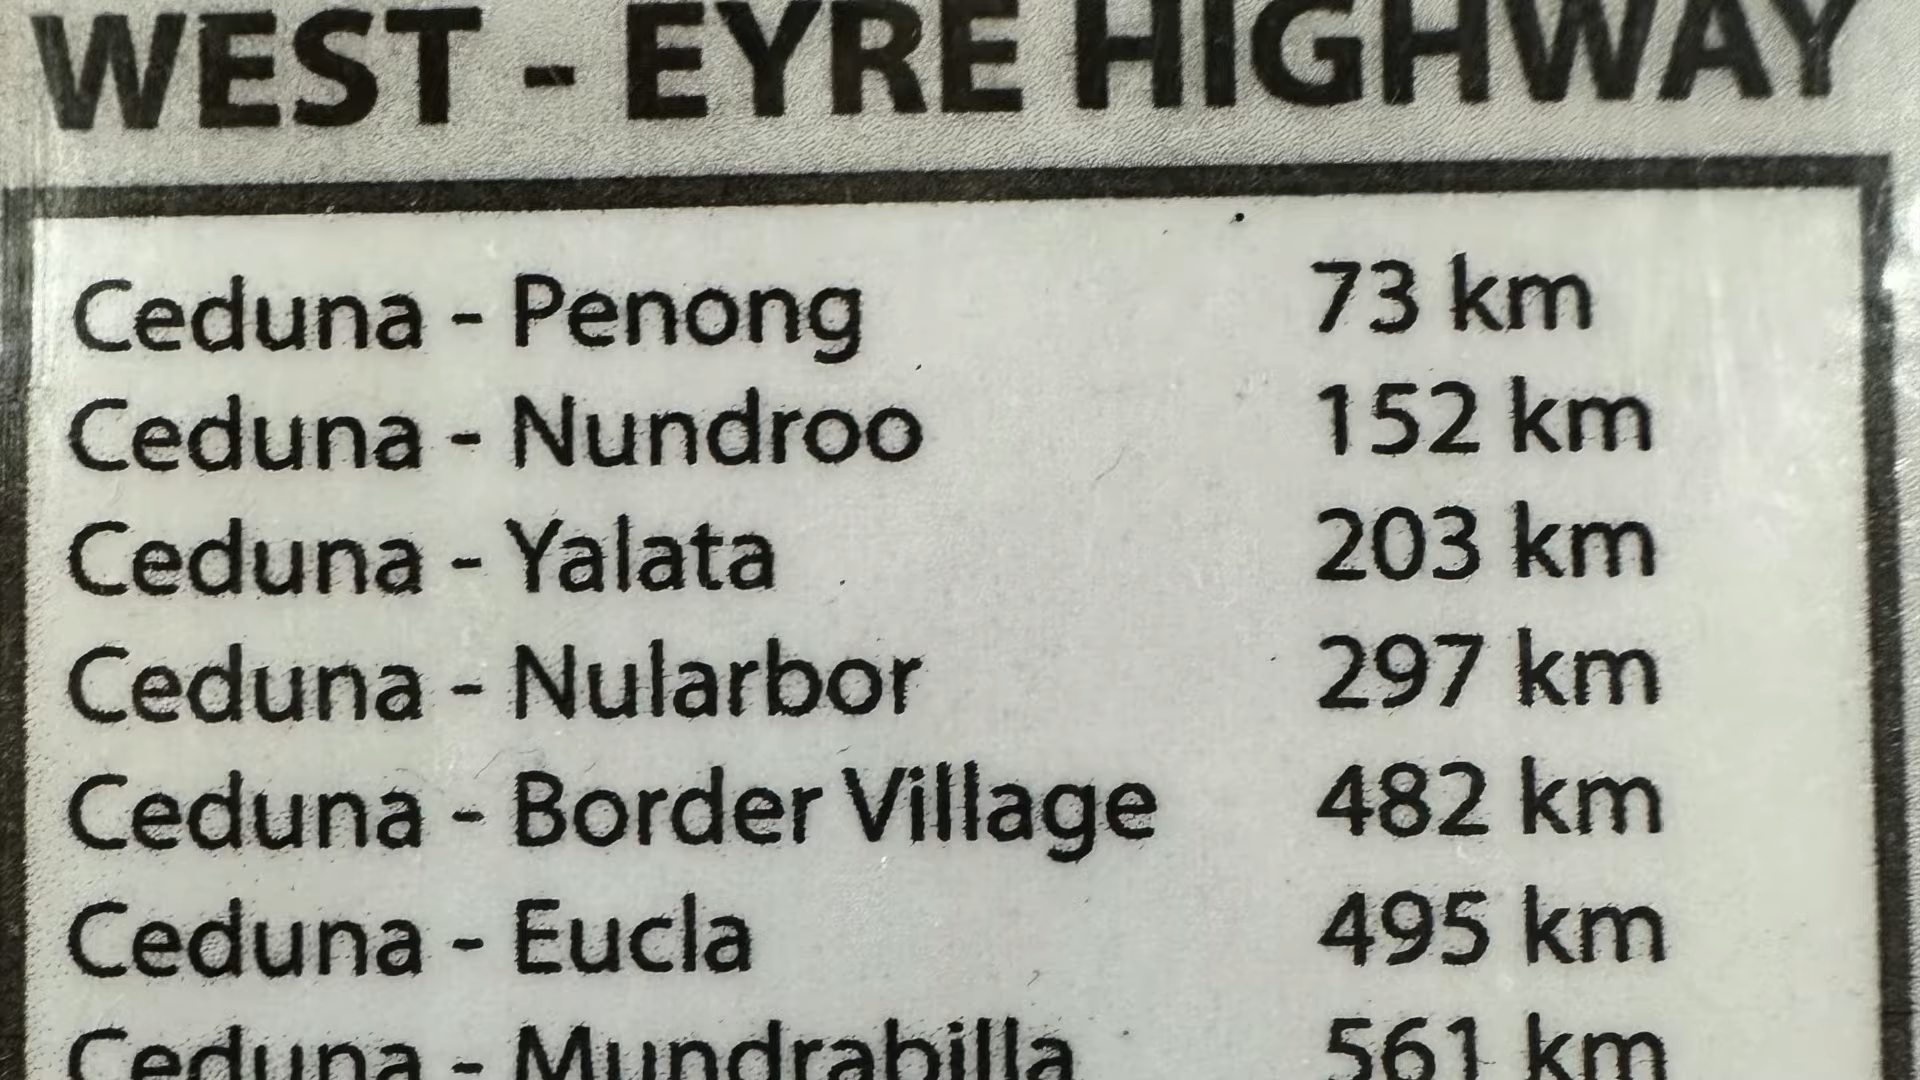 WEST - EYRE HIGHWAY
Ceduna - Penong 73 km
Ceduna - Nundroo 152 km
Ceduna - Yalata 203 km
Ceduna - Nularbor 297 km
Ceduna - Border Village 482 km
Ceduna - Eucla 495 km
Ceduna - Mundrabilla 561 km